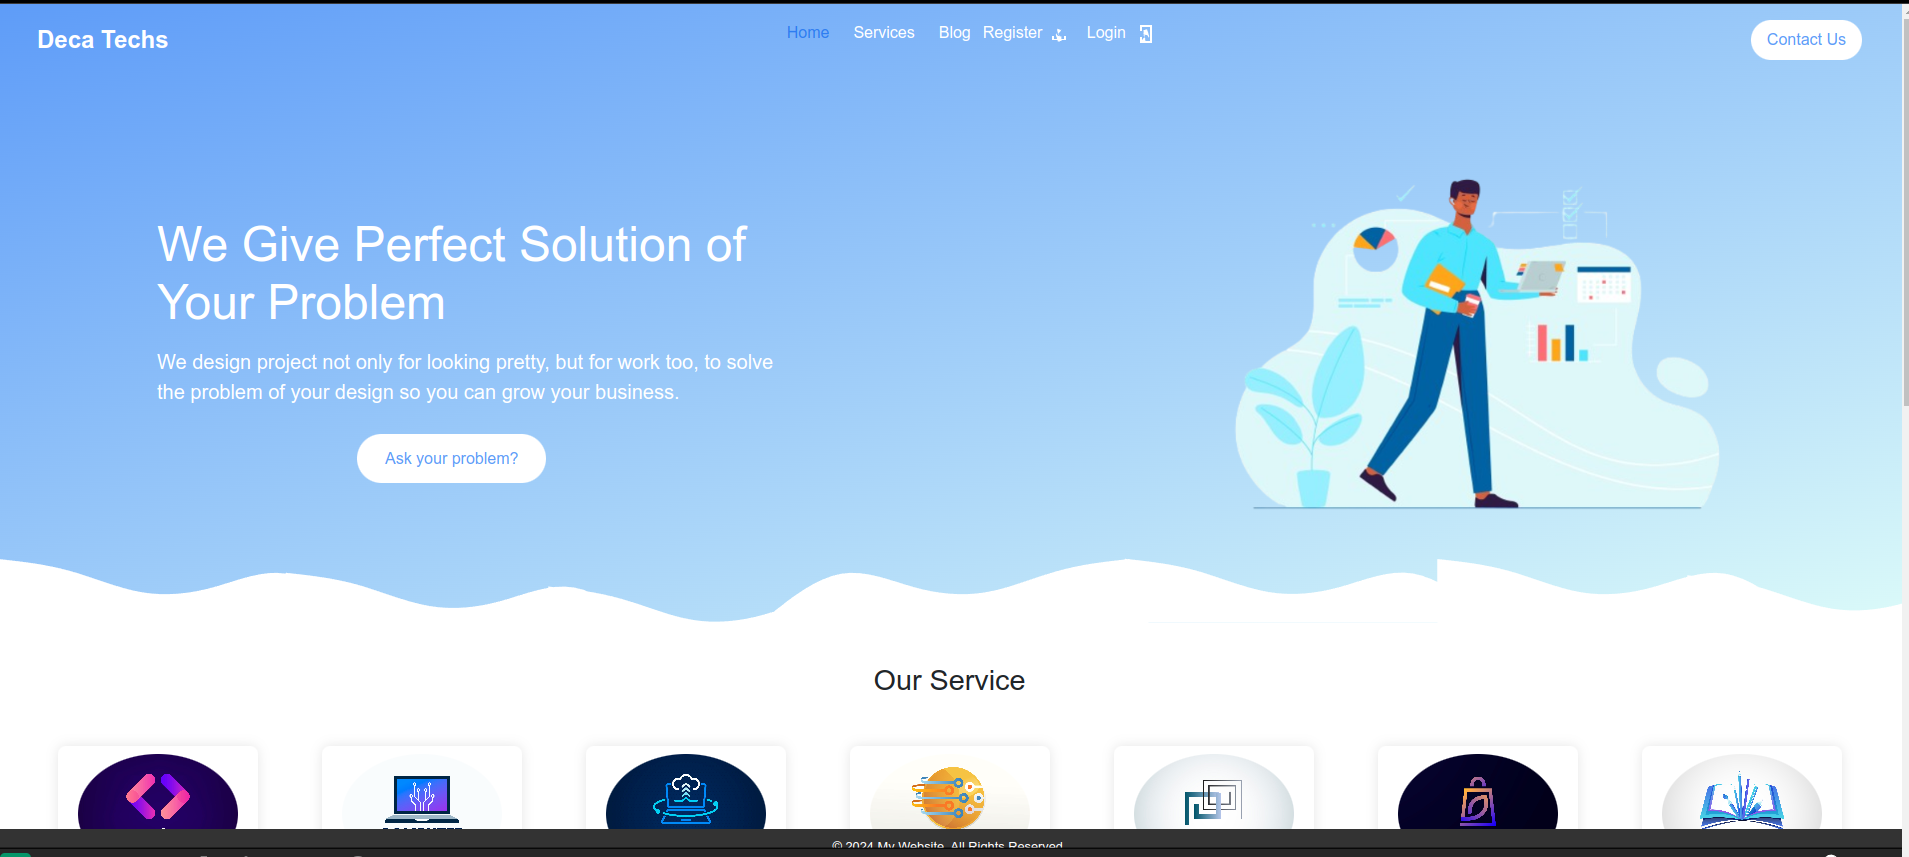 Deca Techs
Home Services Blog Register Login
Contact Us
We Give Perfect Solution of
Your Problem
We design project not only for looking pretty, but for work too, to solve
the problem of your design so you can grow your business.
Ask your problem?
Our Service
© 2024 My Website. All Rights Reserved.